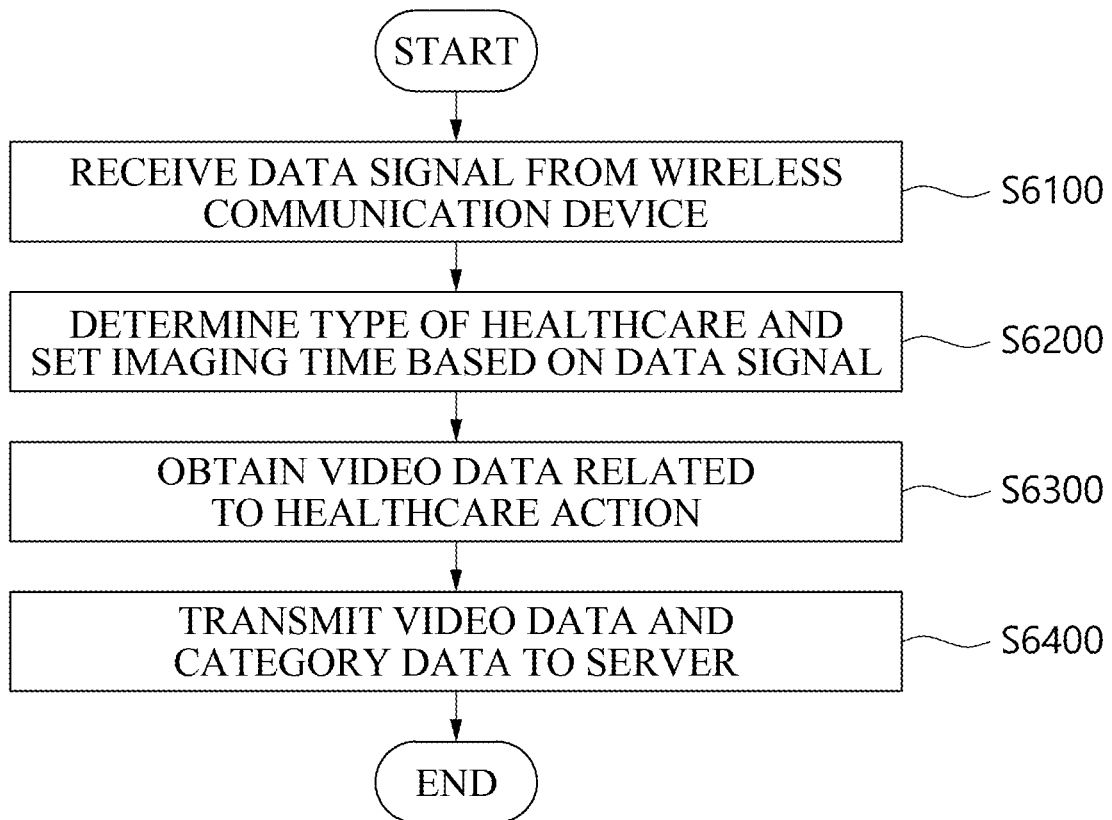 START
RECEIVE DATA SIGNAL FROM WIRELESS
COMMUNICATION DEVICE
S6100
DETERMINE TYPE OF HEALTHCARE AND
SET IMAGING TIME BASED ON DATA SIGNAL
S6200
OBTAIN VIDEO DATA RELATED
TO HEALTHCARE ACTION
S6300
TRANSMIT VIDEO DATA AND
CATEGORY DATA TO SERVER
S6400
END